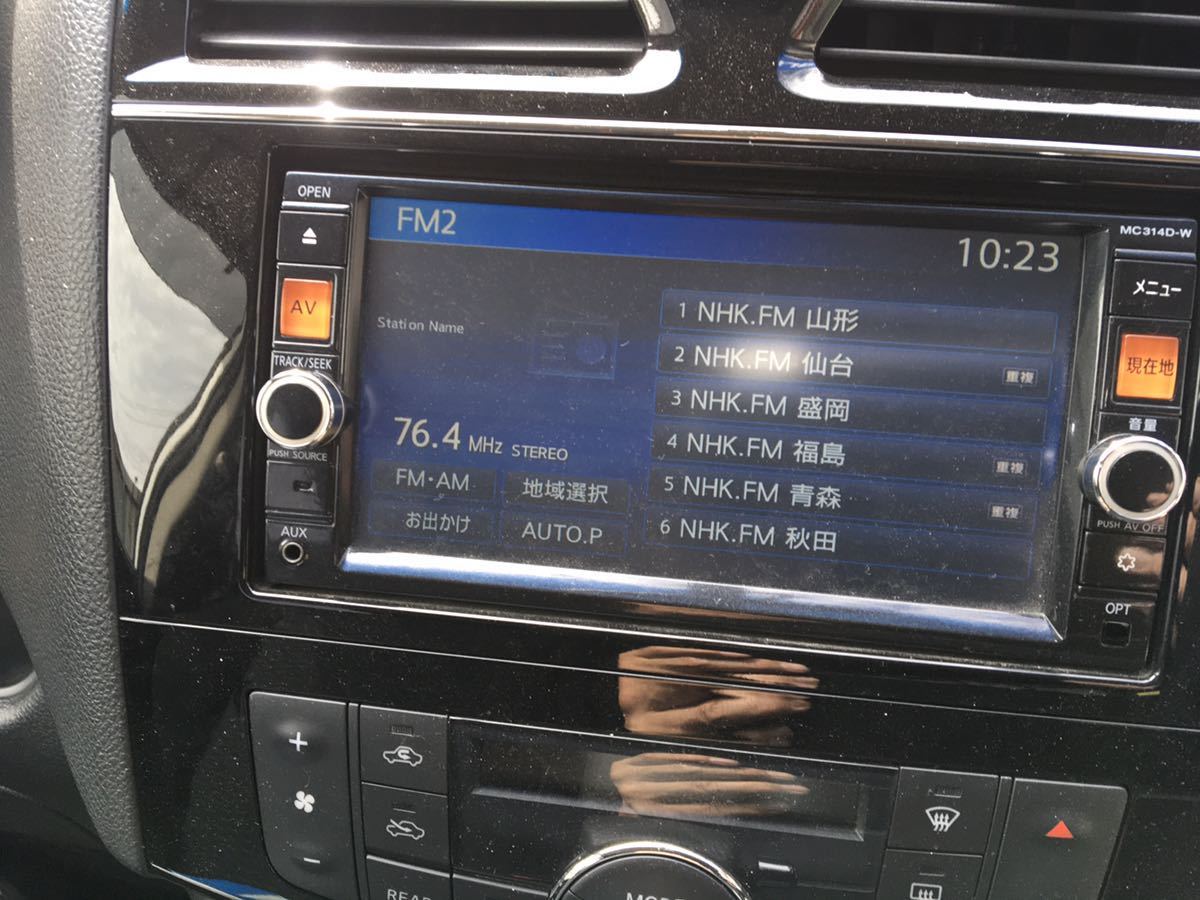 OPEN
AV
TRACK/SEEK
PUSH SOURCE
AUX
FM2
10:23
Station Name
76.4 MHz STEREO
FM・AM
地域選択
お出かけ
AUTO.P
1 NHK.FM 山形
2 NHK.FM 仙台 重複
3 NHK.FM 盛岡
4 NHK.FM 福島 重複
5 NHK.FM 青森 重複
6 NHK.FM 秋田
MC314D-W
メニュー
現在地
音量
PUSH AV OFF
OPT
REAR
MODE